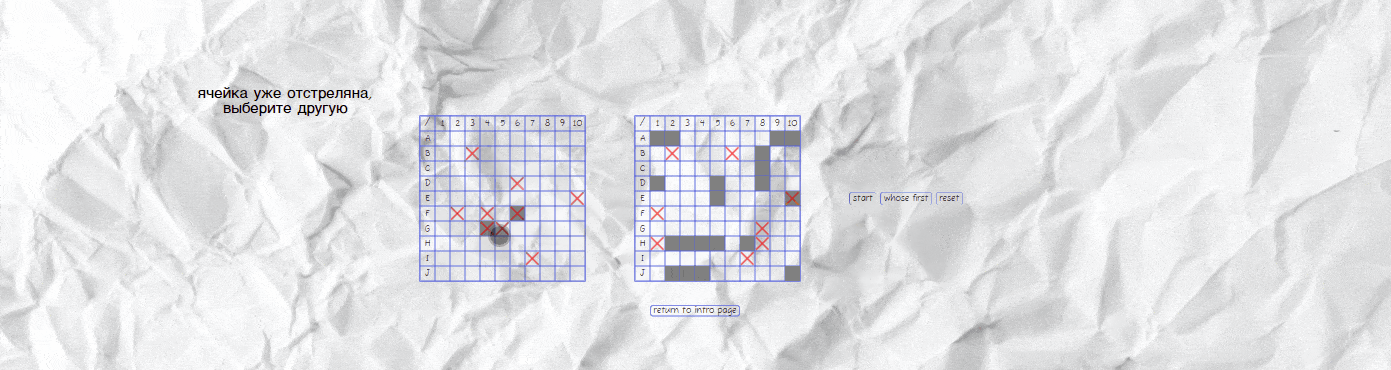 ячейка уже отстреляна,
выберите другую
/ 1 2 3 4 5 6 7 8 9 10
A
B
C
D
E
F
G
H
I
J
/ 1 2 3 4 5 6 7 8 9 10
A
B
C
D
E
F
G
H
I
J
start whose first reset
return to intro page